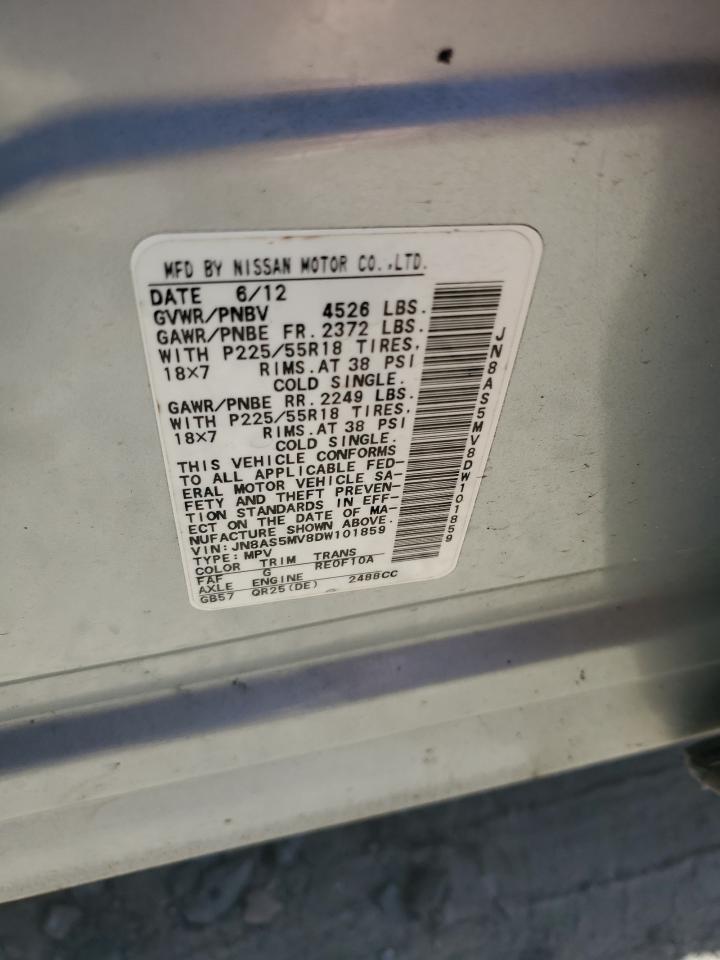 MFD BY NISSAN MOTOR CO.,LTD.
DATE 6/12
GVWR/PNBV 4526 LBS.
GAWR/PNBE FR. 2372 LBS.
WITH P225/55R18 TIRES,
18×7 RIMS.AT 38 PSI
COLD SINGLE.
GAWR/PNBE RR. 2249 LBS.
WITH P225/55R18 TIRES,
18×7 RIMS.AT 38 PSI
COLD SINGLE.
THIS VEHICLE CONFORMS
TO ALL APPLICABLE FED-
ERAL MOTOR VEHICLE SA-
FETY AND THEFT PREVEN-
TION STANDARDS IN EFF-
ECT ON THE DATE OF MA-
NUFACTURE SHOWN ABOVE.
VIN: JN8AS5MV8DW101859
TYPE: MPV
COLOR TRIM TRANS
FAF G RE0F10A
AXLE ENGINE
GB57 QR25(DE) 2488CC
JN8AS5MV8DW101859